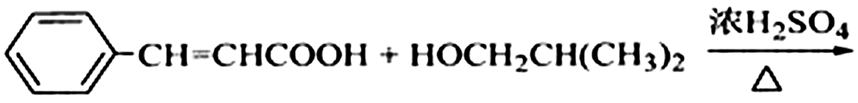 CH=CHCOOH + HOCH₂CH(CH₃)₂ 浓H₂SO₄ △